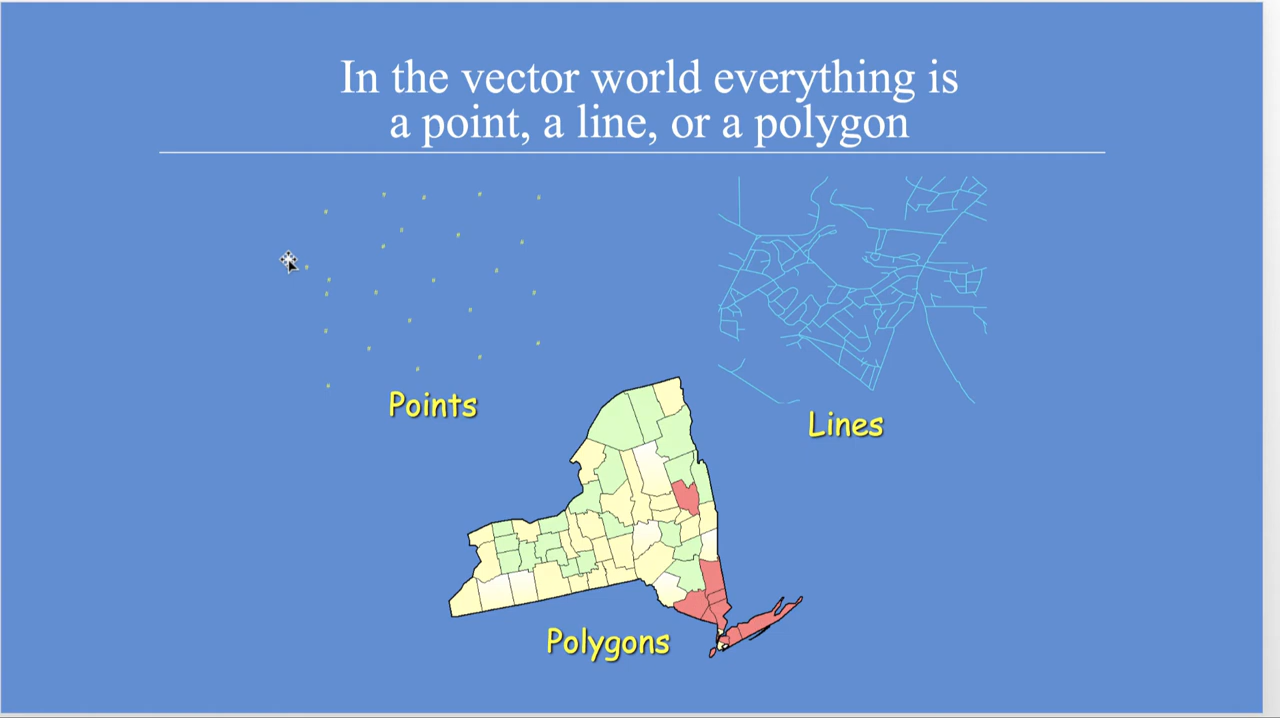 In the vector world everything is
a point, a line, or a polygon
Points
Lines
Polygons